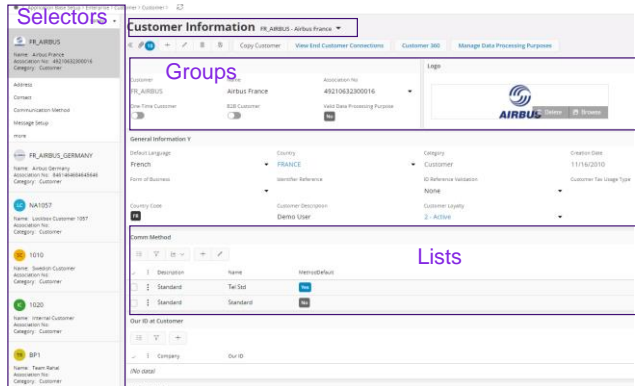 Application Base Setup / Enterprise / Customer / Customer /
Selectors
FR_AIRBUS
Name: Airbus France
Association No: 49210632300016
Category: Customer
Address
Contact
Communication Method
Message Setup
more
FR_AIRBUS_GERMANY
Name: Airbus Germany
Category: Customer
NA1057
Name: Lossless Customer 1057
Association No:
Category: Customer
1010
Name: Swedish Customer
Association No:
Category: Customer
1020
Name: Internal Customer
Association No:
Category: Customer
BP1
Name: Team Rahal
Association No:
Category: Customer
Customer Information FR_AIRBUS - Airbus France
Copy Customer View End Customer Connections Customer 360 Manage Data Processing Purposes
Groups
Customer Name Association No
FR_AIRBUS Airbus France 49210632300016
One Time Customer B2B Customer Valid Data Processing Purpose
No
Logo
AIRBUS
Delete Browse
General Information Y
Default Language Country Category Creation Date
French FRANCE Customer 11/16/2010
Form of Business Identifier Reference ID Reference Validation Customer Tax Usage Type
None
Country Code Customer Description Customer Loyalty
FR Demo User 2 - Active
Comm Method
Lists
Description Name MethodDefault
Standard Tel Std Yes
Standard Standard No
Our ID at Customer
Company Our ID
(No data)